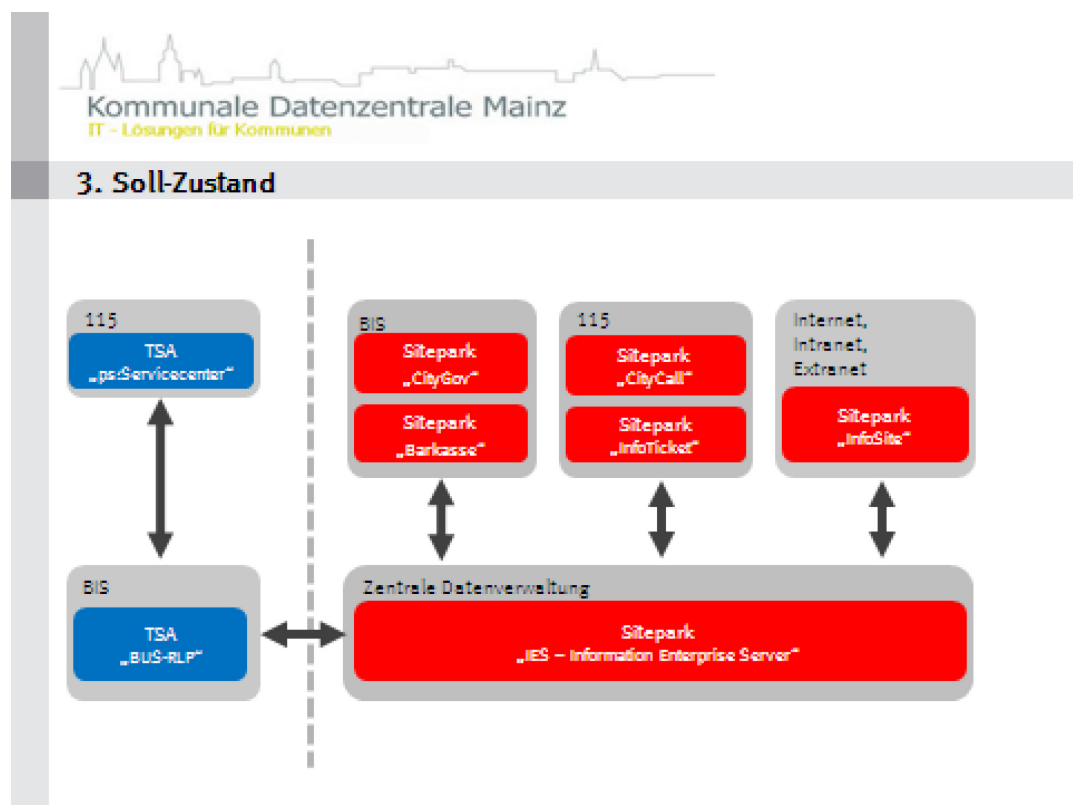 Kommunale Datenzentrale Mainz
IT - Lösungen für Kommunen
3. Soll-Zustand
115
TSA
„ps:Servicecenter“
BIS
Sitepark
„CityGov“
Sitepark
„Barkasse“
115
Sitepark
„CityCall“
Sitepark
„InfoTicket“
Internet,
Intranet,
Extranet
Sitepark
„InfoSite“
BIS
TSA
„BUS-RLP“
Zentrale Datenverwaltung
Sitepark
„IES – Information Enterprise Server“